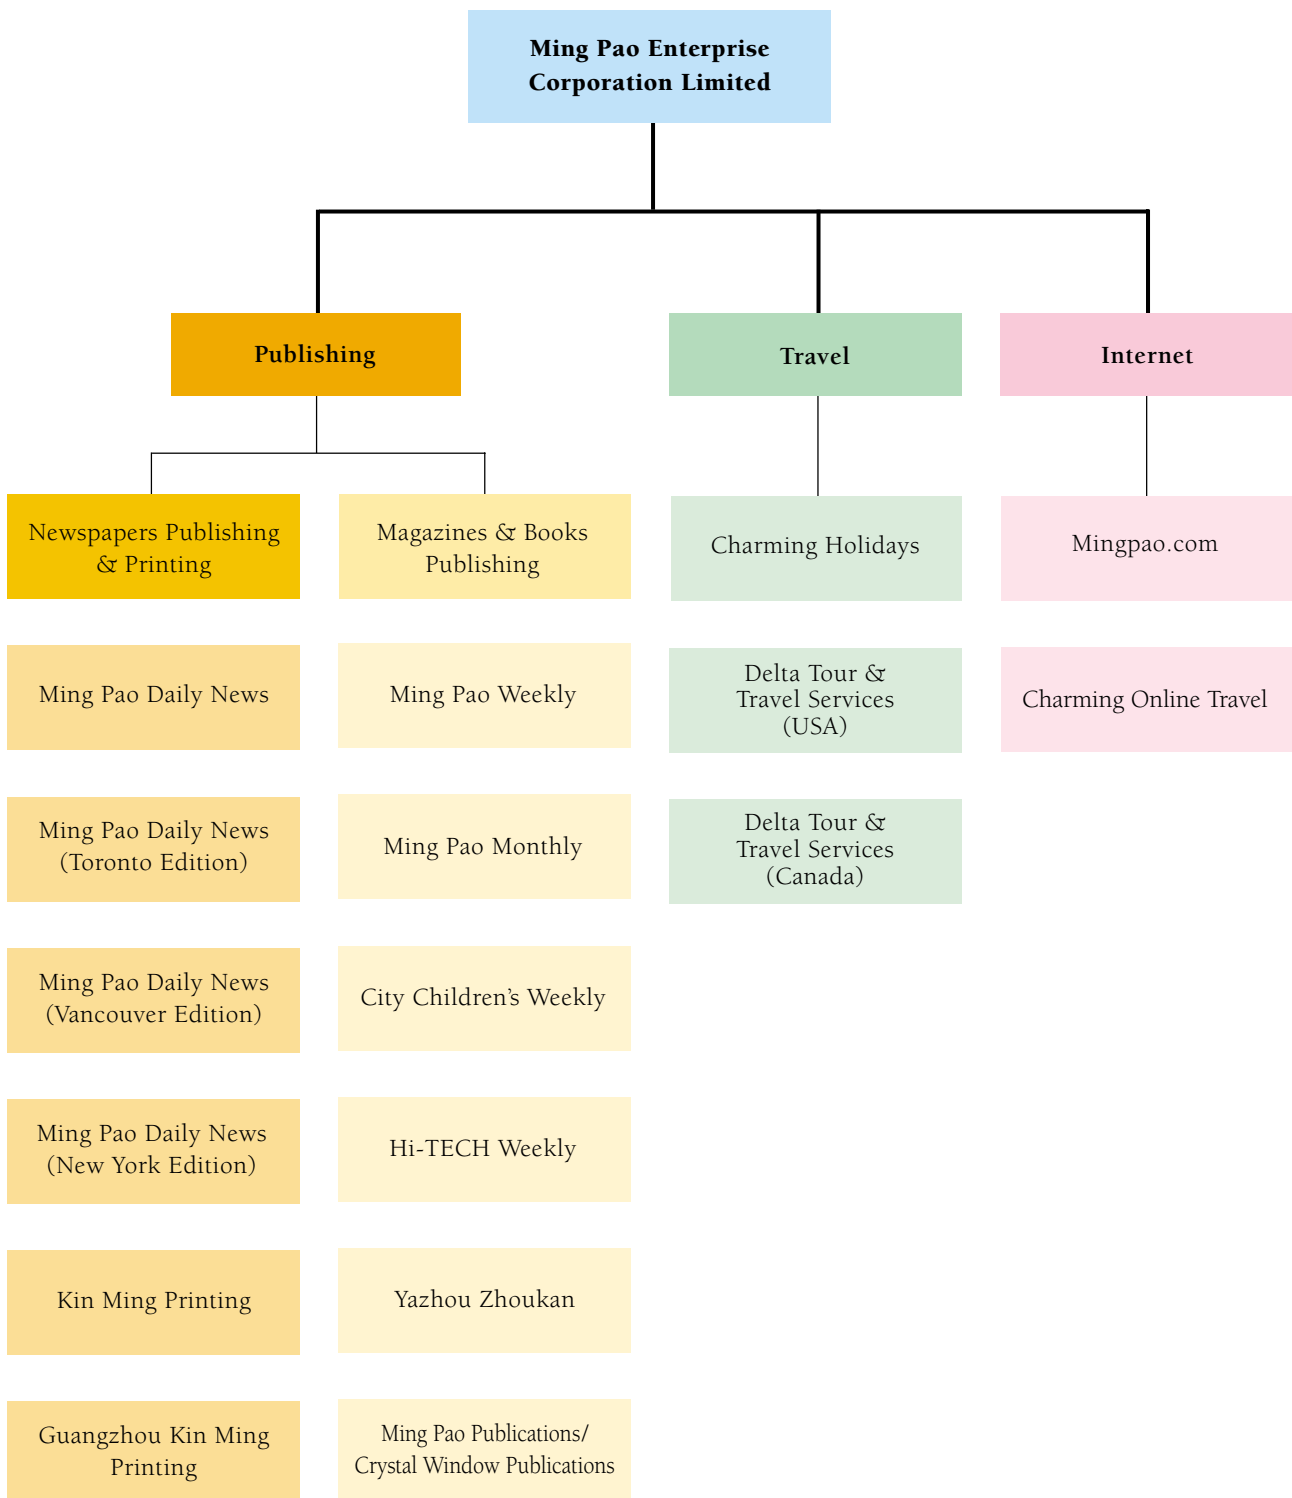 Ming Pao Enterprise
Corporation Limited
Publishing
Travel
Internet
Newspapers Publishing
& Printing
Magazines & Books
Publishing
Charming Holidays
Mingpao.com
Ming Pao Daily News
Ming Pao Weekly
Delta Tour &
Travel Services
(USA)
Charming Online Travel
Ming Pao Daily News
(Toronto Edition)
Ming Pao Monthly
Delta Tour &
Travel Services
(Canada)
Ming Pao Daily News
(Vancouver Edition)
City Children's Weekly
Ming Pao Daily News
(New York Edition)
Hi-TECH Weekly
Kin Ming Printing
Yazhou Zhoukan
Guangzhou Kin Ming
Printing
Ming Pao Publications/
Crystal Window Publications